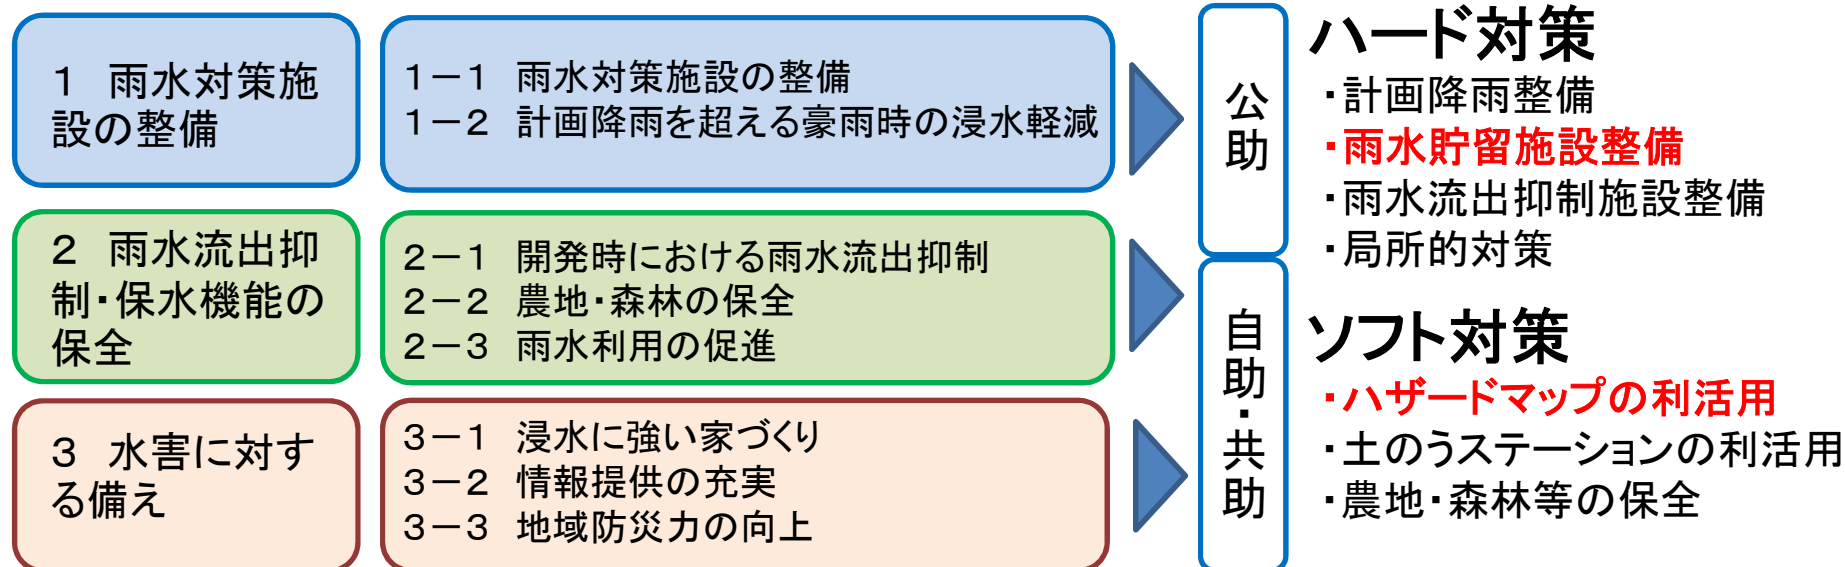 1 雨水対策施
設の整備
1-1 雨水対策施設の整備
1-2 計画降雨を超える豪雨時の浸水軽減
2 雨水流出抑
制・保水機能の
保全
2-1 開発時における雨水流出抑制
2-2 農地・森林の保全
2-3 雨水利用の促進
3 水害に対す
る備え
3-1 浸水に強い家づくり
3-2 情報提供の充実
3-3 地域防災力の向上
公助
自助・共助
ハード対策
・計画降雨整備
・雨水貯留施設整備
・雨水流出抑制施設整備
・局所的対策
ソフト対策
・ハザードマップの利活用
・土のうステーションの利活用
・農地・森林等の保全